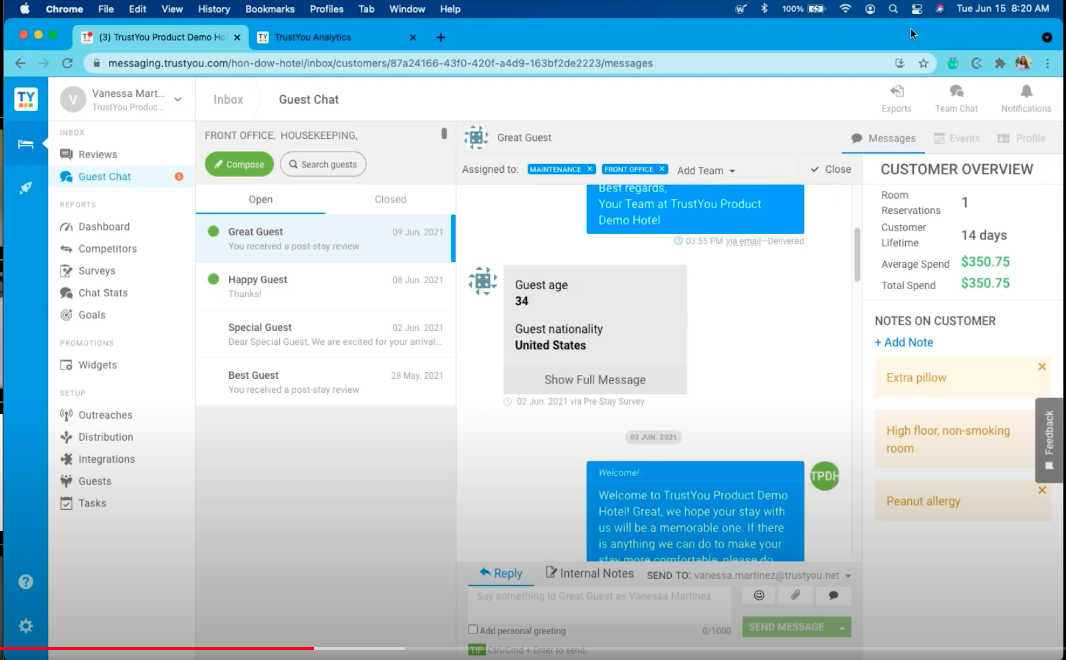 Chrome File Edit View History Bookmarks Profiles Tab Window Help
100% Tue Jun 15 8:20 AM
(3) TrustYou Product Demo Ho
TY TrustYou Analytics
messaging.trustyou.com/hon-dow-hotel/inbox/customers/87a24166-43f0-420f-a4d9-163bf2de2223/messages
TY
V
Vanessa Mart...
TrustYou Produc...
INBOX
Reviews
Guest Chat
REPORTS
Dashboard
Competitors
Surveys
Chat Stats
Goals
PROMOTIONS
Widgets
SETUP
Outreaches
Distribution
Integrations
Guests
Tasks
Inbox
Guest Chat
Exports
Team Chat
Notifications
FRONT OFFICE, HOUSEKEEPING,
Compose
Search guests
Open
Closed
Great Guest 09 Jun. 2021
You received a post-stay review
Happy Guest 08 Jun. 2021
Thanks!
Special Guest 02 Jun. 2021
Dear Special Guest, We are excited for your arrival...
Best Guest 28 May. 2021
You received a post-stay review
Great Guest
Messages
Events
Profile
Assigned to: MAINTENANCE × FRONT OFFICE × Add Team
Close
Best regards,
Your Team at TrustYou Product
Demo Hotel
03:55 PM via email—Delivered
Guest age
34
Guest nationality
United States
Show Full Message
02 Jun. 2021 via Pre-Stay Survey
03 JUN. 2021
Welcome!
Welcome to TrustYou Product Demo
Hotel! Great, we hope your stay with
us will be a memorable one. If there
is anything we can do to make your
stay more comfortable, please do
TPDH
Reply
Internal Notes
SEND TO: vanessa.martinez@trustyou.net
Say something to Great Guest as Vanessa Martinez
Add personal greeting
0/1000
SEND MESSAGE
TIP Ctrl/Cmd + Enter to send.
CUSTOMER OVERVIEW
Room
Reservations
1
Customer
Lifetime
14 days
Average Spend $350.75
Total Spend $350.75
NOTES ON CUSTOMER
+ Add Note
Extra pillow
High floor, non-smoking
room
Peanut allergy
Feedback